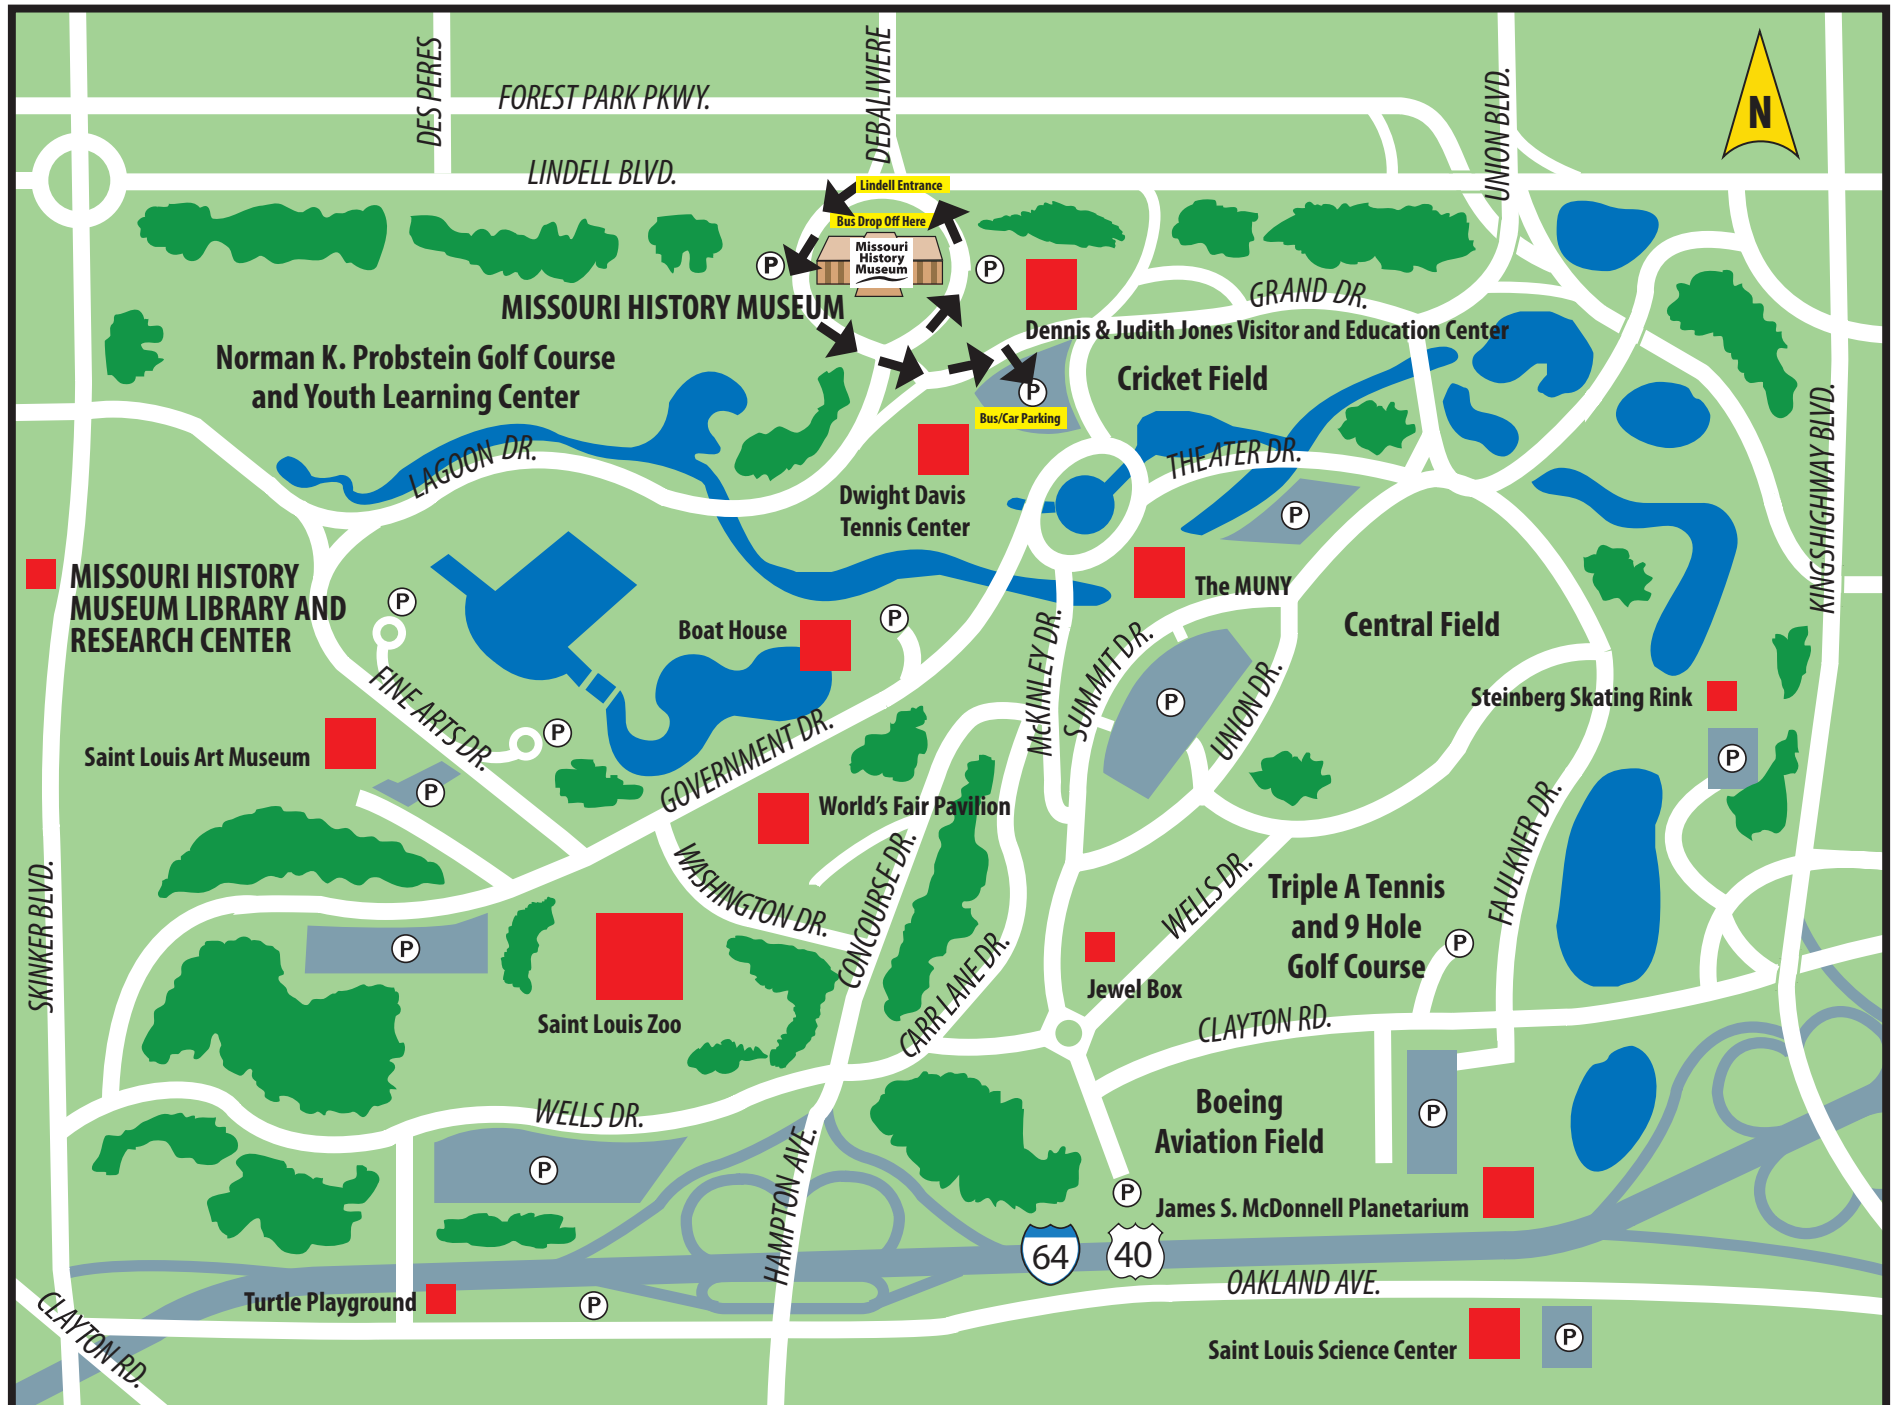 DES PERES
FOREST PARK PKWY.
DEBALIVIERE
UNION BLVD.
N
LINDELL BLVD.
Lindell Entrance
Bus Drop Off Here
Missouri
History
Museum
P
P
MISSOURI HISTORY MUSEUM
GRAND DR.
Dennis & Judith Jones Visitor and Education Center
Norman K. Probstein Golf Course
and Youth Learning Center
Cricket Field
P
Bus/Car Parking
KINGSHIGHWAY BLVD.
LAGOON DR.
THEATER DR.
Dwight Davis
Tennis Center
P
MISSOURI HISTORY
MUSEUM LIBRARY AND
RESEARCH CENTER
P
The MUNY
Boat House
P
Central Field
McKINLEY DR.
SUMMIT DR.
UNION DR.
P
FINE ARTS DR.
P
Steinberg Skating Rink
P
Saint Louis Art Museum
P
GOVERNMENT DR.
World's Fair Pavilion
WASHINGTON DR.
CONCOURSE DR.
CARR LANE DR.
WELLS DR.
FAULKNER DR.
Triple A Tennis
and 9 Hole
Golf Course
P
SKINKER BLVD.
P
Saint Louis Zoo
Jewel Box
CLAYTON RD.
WELLS DR.
Boeing
Aviation Field
P
P
HAMPTON AVE.
P
James S. McDonnell Planetarium
64
40
Turtle Playground
P
OAKLAND AVE.
CLAYTON RD.
Saint Louis Science Center
P